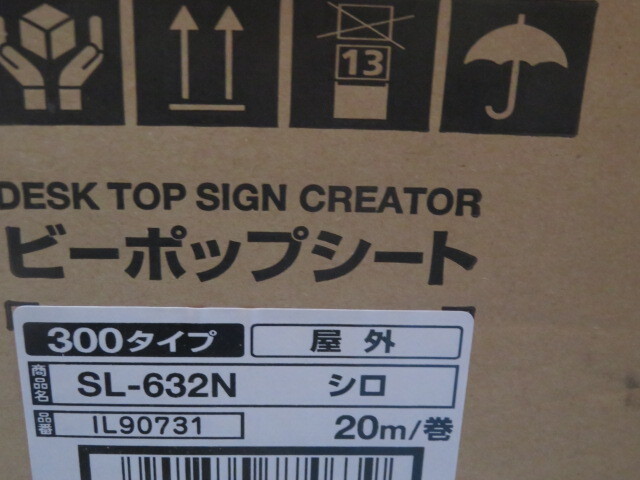 13
DESK TOP SIGN CREATOR
ビーポップシート
300タイプ 屋外
商品名 SL-632N シロ
品番 IL90731 20m/巻